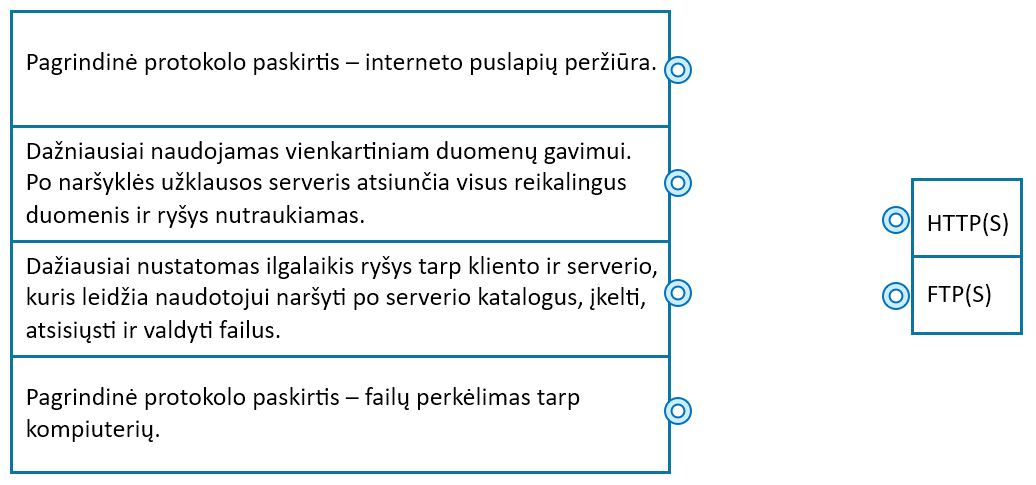 Pagrindinė protokolo paskirtis – interneto puslapių peržiūra.
Dažniausiai naudojamas vienkartiniam duomenų gavimui.
Po naršyklės užklausos serveris atsiunčia visus reikalingus
duomenis ir ryšys nutraukiamas.
Dažiausiai nustatomas ilgalaikis ryšys tarp kliento ir serverio,
kuris leidžia naudotojui naršyti po serverio katalogus, įkelti,
atsisiųsti ir valdyti failus.
Pagrindinė protokolo paskirtis – failų perkėlimas tarp
kompiuterių.
HTTP(S)
FTP(S)